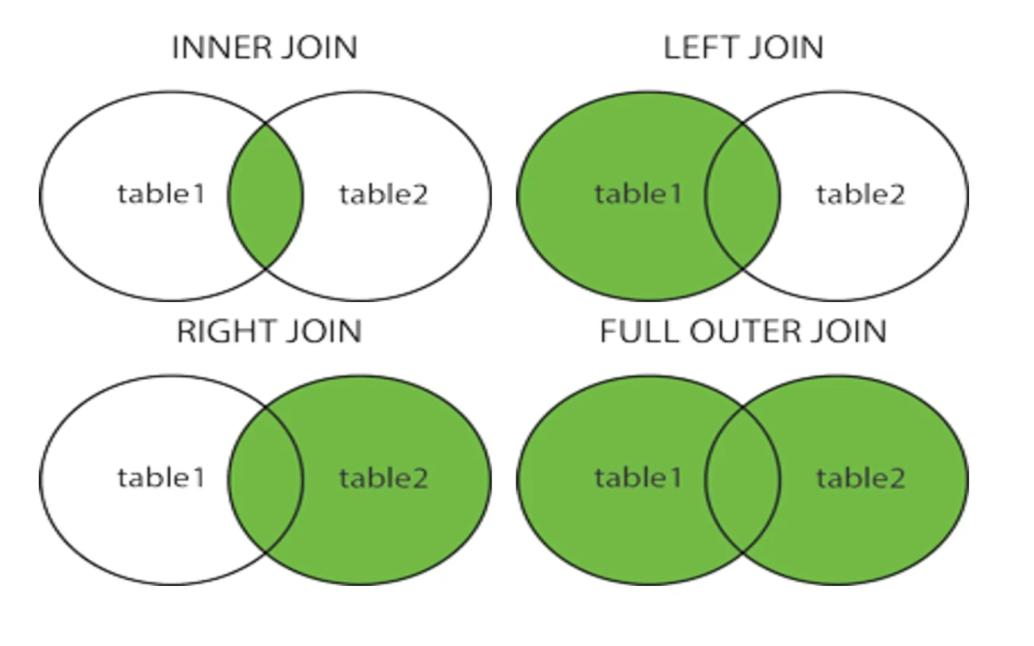 INNER JOIN
LEFT JOIN
table1
table2
table1
table2
RIGHT JOIN
FULL OUTER JOIN
table1
table2
table1
table2